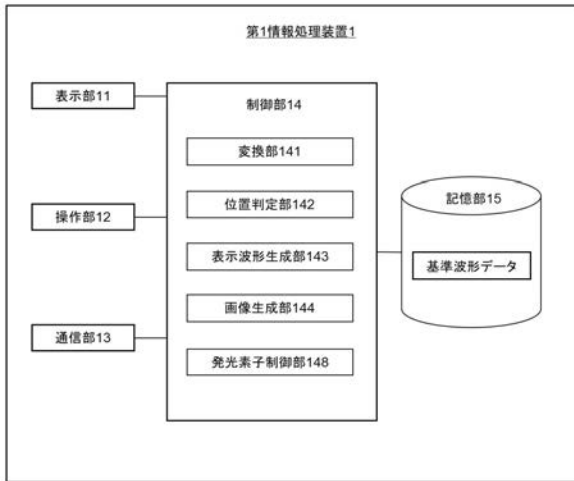 第1情報処理装置1
表示部11
制御部14
変換部141
位置判定部142
記憶部15
操作部12
表示波形生成部143
基準波形データ
画像生成部144
通信部13
発光素子制御部148